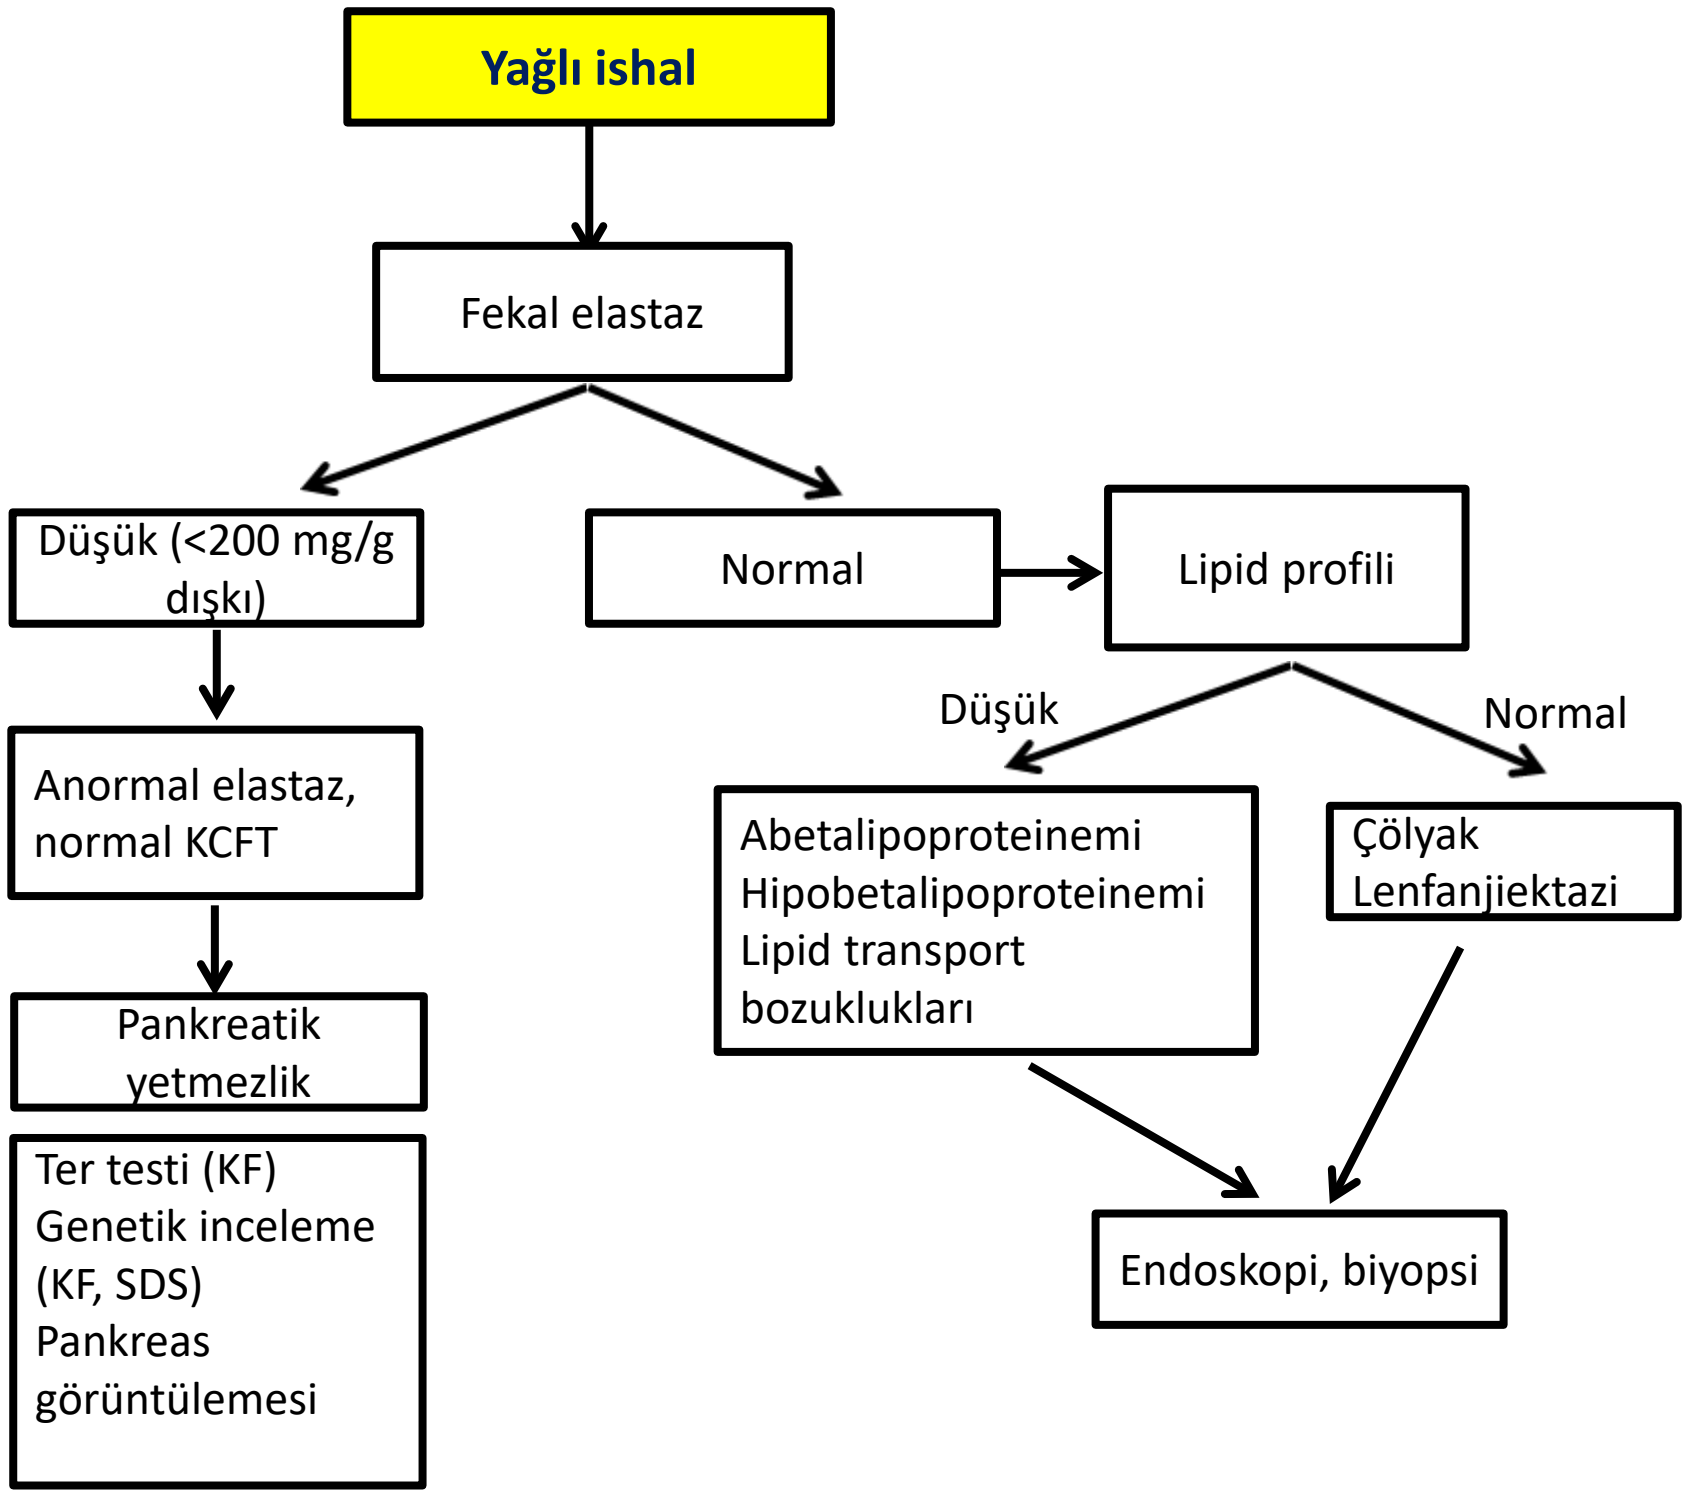 Yağlı ishal
Fekal elastaz
Düşük (<200 mg/g
dışkı)
Normal
Lipid profili
Düşük
Normal
Anormal elastaz,
normal KCFT
Abetalipoproteinemi
Hipobetalipoproteinemi
Lipid transport
bozuklukları
Çölyak
Lenfanjiektazi
Pankreatik
yetmezlik
Ter testi (KF)
Genetik inceleme
(KF, SDS)
Pankreas
görüntülemesi
Endoskopi, biyopsi